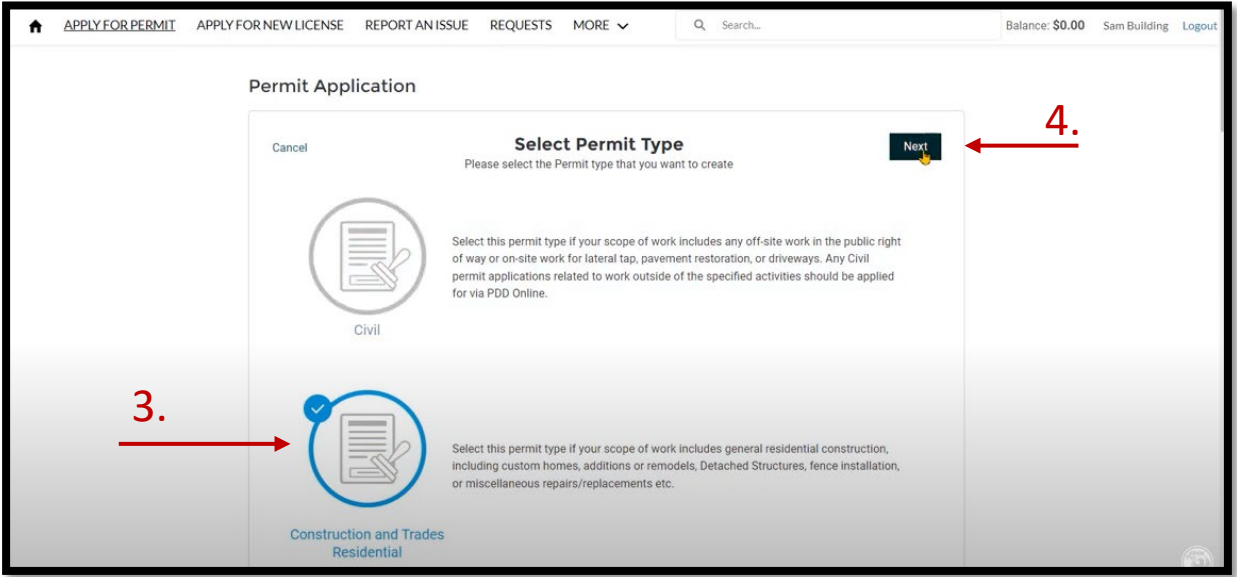 APPLY FOR PERMIT APPLY FOR NEW LICENSE REPORT AN ISSUE REQUESTS MORE Search... Balance: $0.00 Sam Building Logout
Permit Application
4.
Cancel Select Permit Type Next
Please select the Permit type that you want to create
Select this permit type if your scope of work includes any off-site work in the public right
of way or on-site work for lateral tap, pavement restoration, or driveways. Any Civil
permit applications related to work outside of the specified activities should be applied
for via PDD Online.
Civil
3.
Select this permit type if your scope of work includes general residential construction,
including custom homes, additions or remodels, Detached Structures, fence installation,
or miscellaneous repairs/replacements etc.
Construction and Trades
Residential